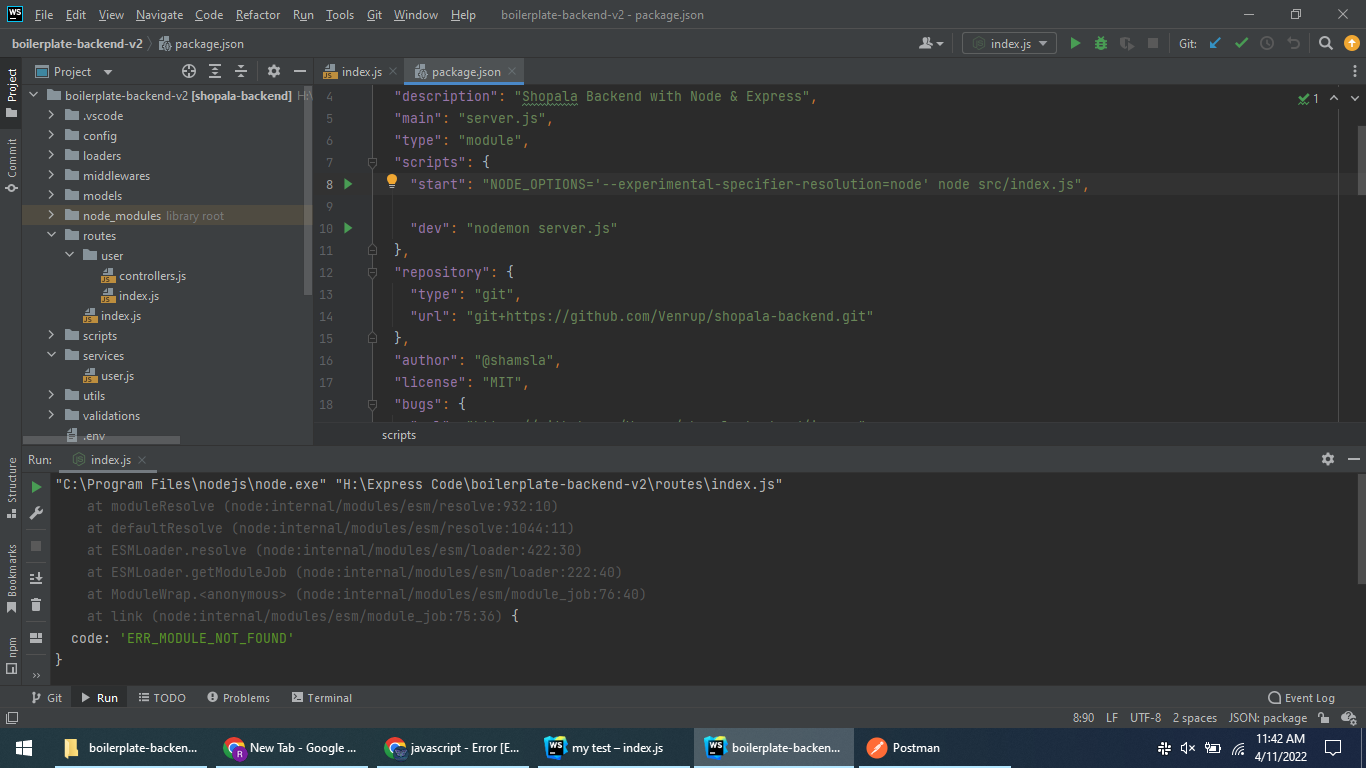 WS File Edit View Navigate Code Refactor Run Tools Git Window Help boilerplate-backend-v2 - package.json
boilerplate-backend-v2 package.json index.js Git:
Project
index.js package.json
boilerplate-backend-v2 [shopala-backend] H:\
.vscode
config
loaders
middlewares
models
node_modules library root
routes
user
controllers.js
index.js
index.js
scripts
services
user.js
utils
validations
.env
4 "description": "Shopala Backend with Node & Express",
5 "main": "server.js",
6 "type": "module",
7 "scripts": {
8 "start": "NODE_OPTIONS='--experimental-specifier-resolution=node' node src/index.js",
9
10 "dev": "nodemon server.js"
11 },
12 "repository": {
13 "type": "git",
14 "url": "git+https://github.com/Venrup/shopala-backend.git"
15 },
16 "author": "@shamsla",
17 "license": "MIT",
18 "bugs": {
1
scripts
Project
Commit
Structure
Bookmarks
npm
Run: index.js
"C:\Program Files\nodejs\node.exe" "H:\Express Code\boilerplate-backend-v2\routes\index.js"
at moduleResolve (node:internal/modules/esm/resolve:932:10)
at defaultResolve (node:internal/modules/esm/resolve:1044:11)
at ESMLoader.resolve (node:internal/modules/esm/loader:422:30)
at ESMLoader.getModuleJob (node:internal/modules/esm/loader:222:40)
at ModuleWrap.<anonymous> (node:internal/modules/esm/module_job:76:40)
at link (node:internal/modules/esm/module_job:75:36) {
code: 'ERR_MODULE_NOT_FOUND'
}
Git Run TODO Problems Terminal Event Log
8:90 LF UTF-8 2 spaces JSON: package
boilerplate-backen... New Tab - Google ... javascript - Error [E... my test – index.js boilerplate-backen... Postman
11:42 AM
4/11/2022